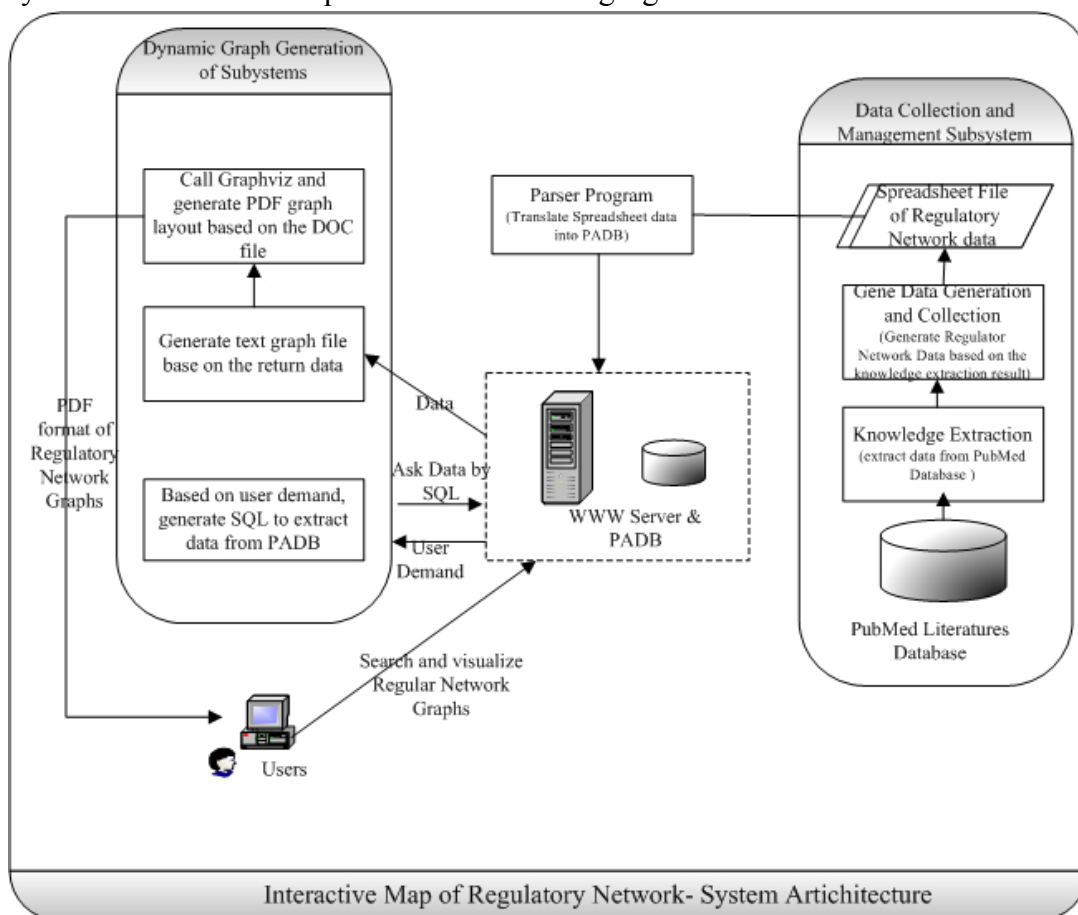 Dynamic Graph Generation
of Subystems
Data Collection and
Management Subsystem
Call Graphviz and
generate PDF graph
layout based on the DOC
file
Parser Program
(Translate Spreadsheet data
into PADB)
Spreadsheet File
of Regulatory
Network data
Gene Data Generation
and Collection
(Generate Regulator
Network Data based on the
knowledge extraction result)
Generate text graph file
base on the return data
Data
PDF
format of
Regulatory
Network
Graphs
Knowledge Extraction
(extract data from PubMed
Database )
Ask Data by
SQL
Based on user demand,
generate SQL to extract
data from PADB
WWW Server &
PADB
User
Demand
PubMed Literatures
Database
Search and visualize
Regular Network
Graphs
Users
Interactive Map of Regulatory Network- System Artichitecture